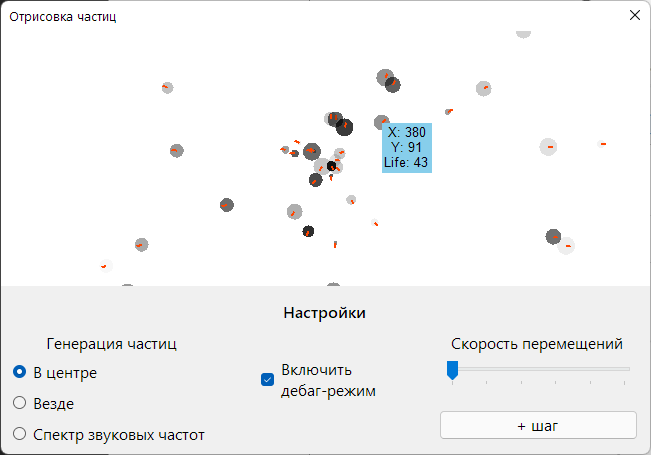 Отрисовка частиц
X: 380
Y: 91
Life: 43
Настройки
Генерация частиц
В центре
Везде
Спектр звуковых частот
Включить
дебаг-режим
Скорость перемещений
+ шаг